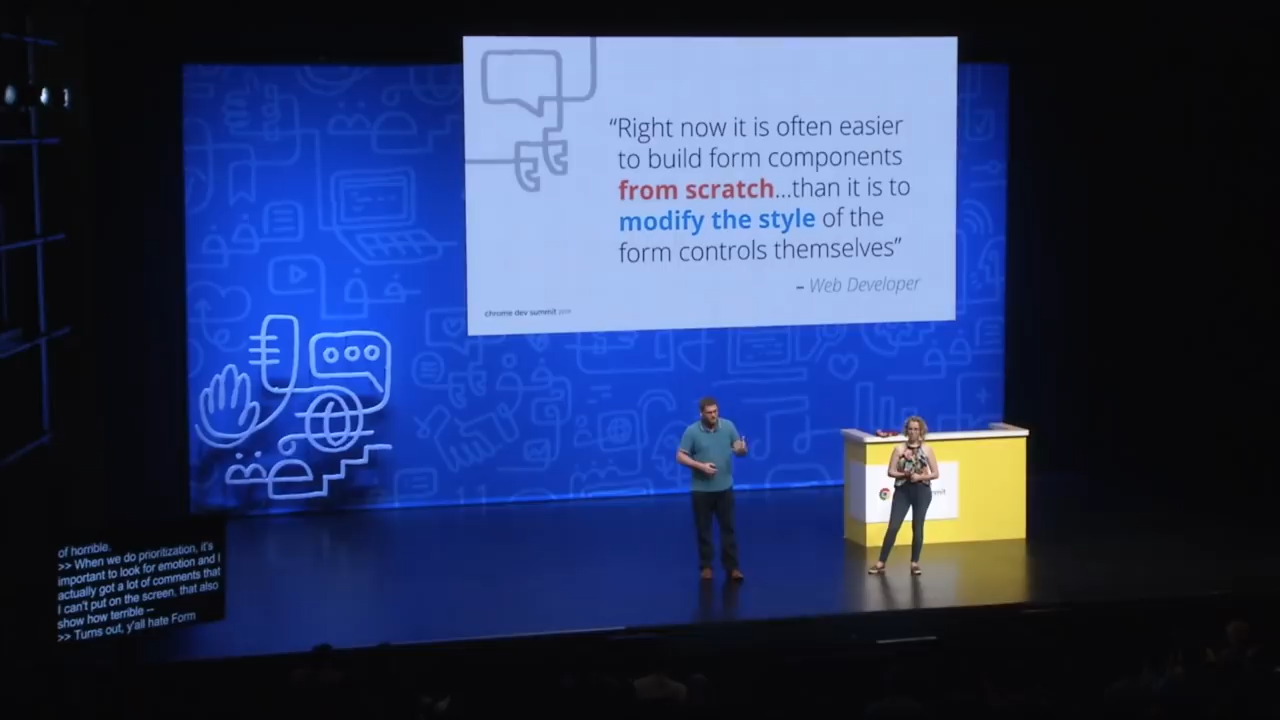 “Right now it is often easier
to build form components
from scratch...than it is to
modify the style of the
form controls themselves”
– Web Developer
chrome dev summit
of horrible.
>> When we do prioritization, it's
important to look for emotion and I
actually got a lot of comments that
I can't put on the screen, that also
show how terrible --
>> Turns out, y'all hate Form